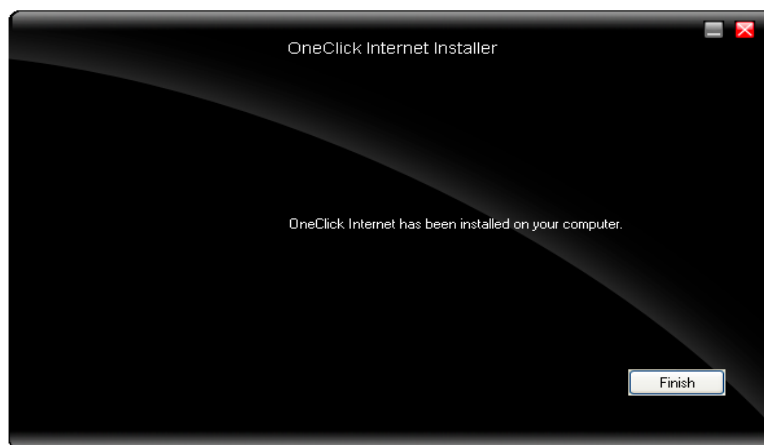 OneClick Internet Installer
OneClick Internet has been installed on your computer.
Finish